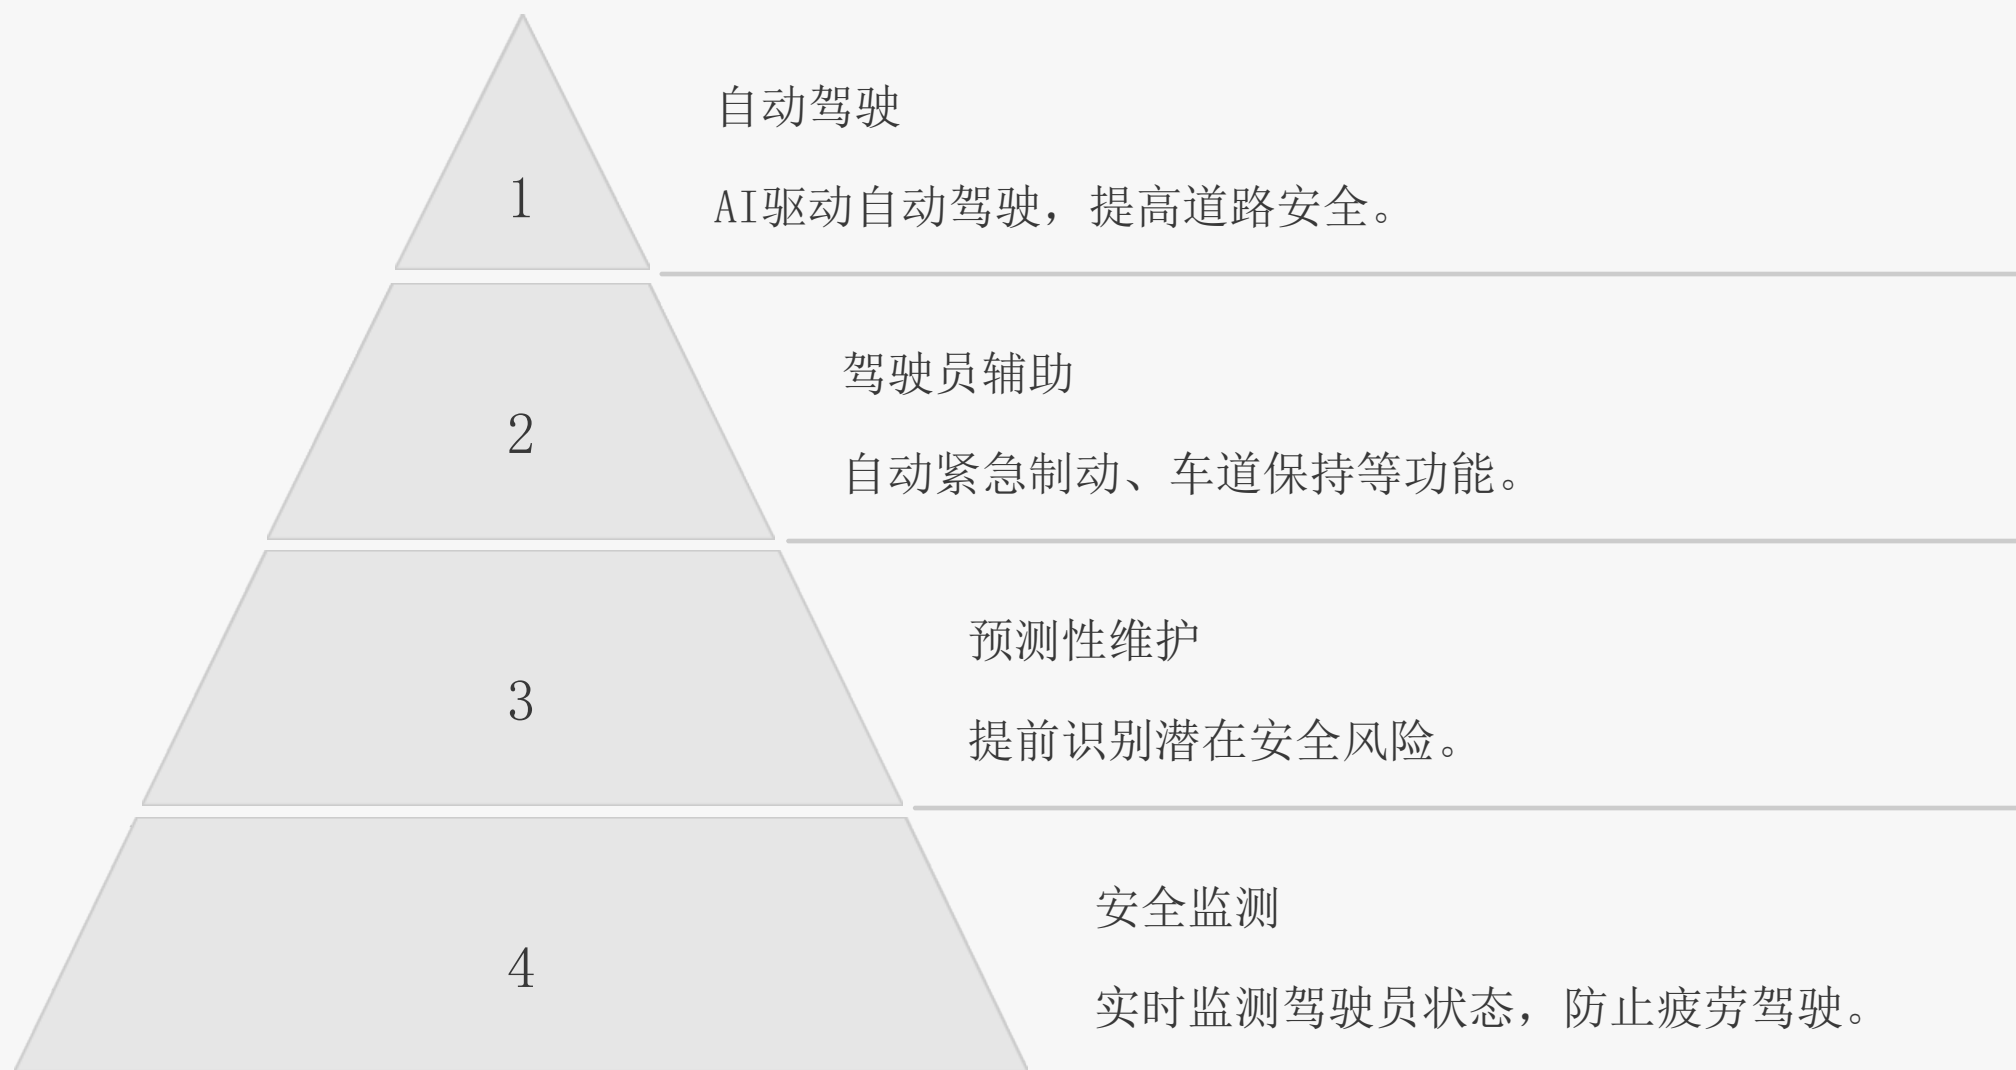 1
自动驾驶
AI驱动自动驾驶，提高道路安全。
2
驾驶员辅助
自动紧急制动、车道保持等功能。
3
预测性维护
提前识别潜在安全风险。
4
安全监测
实时监测驾驶员状态，防止疲劳驾驶。